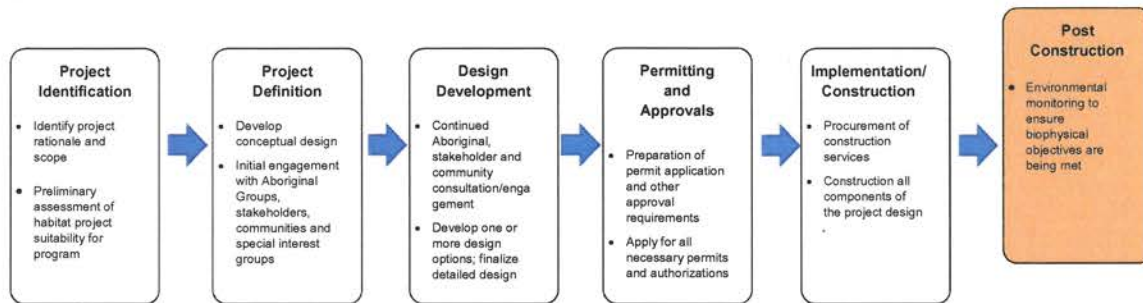 Project
Identification
• Identify project
rationale and
scope
• Preliminary
assessment of
habitat project
suitability for
program
Project
Definition
• Develop
conceptual design
• Initial engagement
with Aboriginal
Groups,
stakeholders,
communities and
special interest
groups
Design
Development
• Continued
Aboriginal,
stakeholder and
community
consultation/enga
gement
• Develop one or
more design
options; finalize
detailed design
Permitting
and
Approvals
• Preparation of
permit application
and other
approval
requirements
• Apply for all
necessary permits
and authorizations
Implementation/
Construction
• Procurement of
construction
services
• Construction all
components of
the project design
.
Post
Construction
• Environmental
monitoring to
ensure
biophysical
objectives are
being met